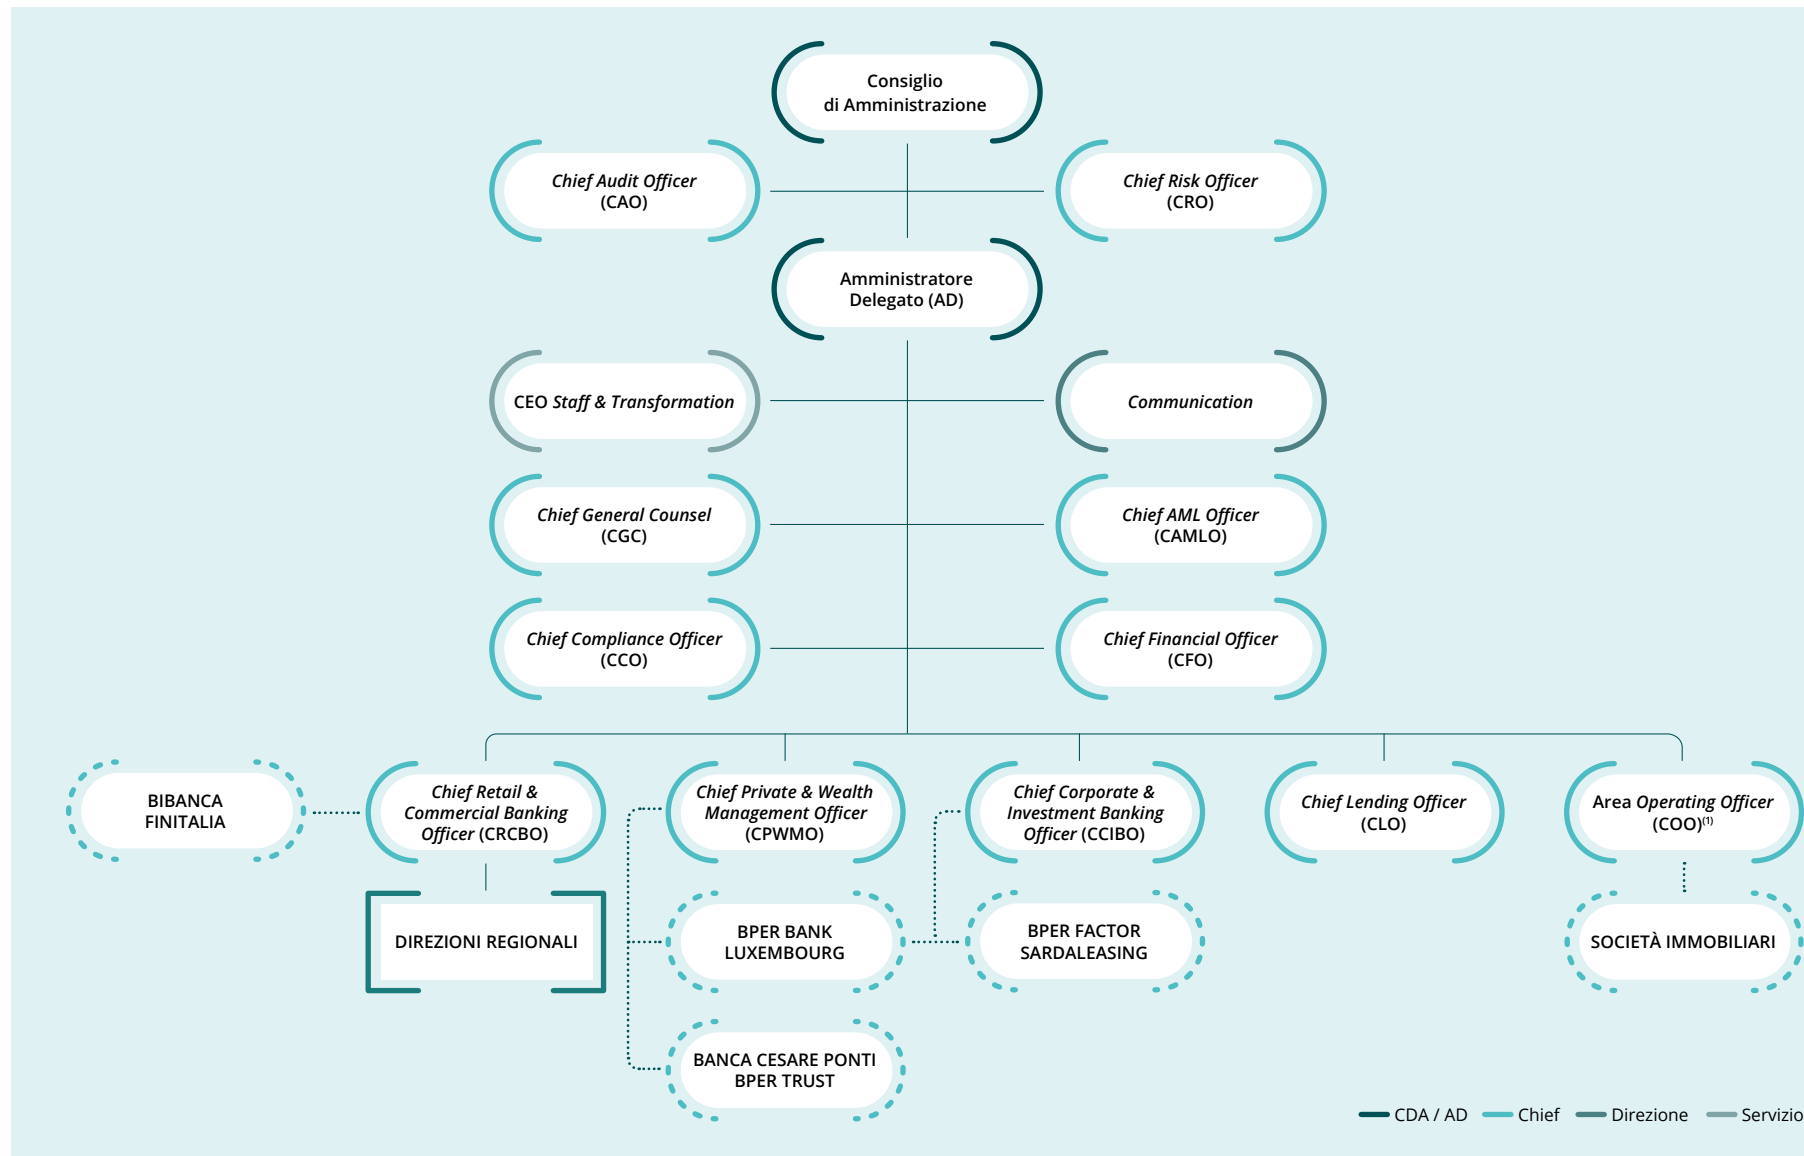 Consiglio
di Amministrazione
Chief Audit Officer
(CAO)
Chief Risk Officer
(CRO)
Amministratore
Delegato (AD)
CEO Staff & Transformation
Communication
Chief General Counsel
(CGC)
Chief AML Officer
(CAMLO)
Chief Compliance Officer
(CCO)
Chief Financial Officer
(CFO)
BIBANCA
FINITALIA
Chief Retail &
Commercial Banking
Officer (CRCBO)
Chief Private & Wealth
Management Officer
(CPWMO)
Chief Corporate &
Investment Banking
Officer (CCIBO)
Chief Lending Officer
(CLO)
Area Operating Officer
(COO)(1)
DIREZIONI REGIONALI
BPER BANK
LUXEMBOURG
BPER FACTOR
SARDALEASING
SOCIETÀ IMMOBILIARI
BANCA CESARE PONTI
BPER TRUST
CDA / AD
Chief
Direzione
Servizio